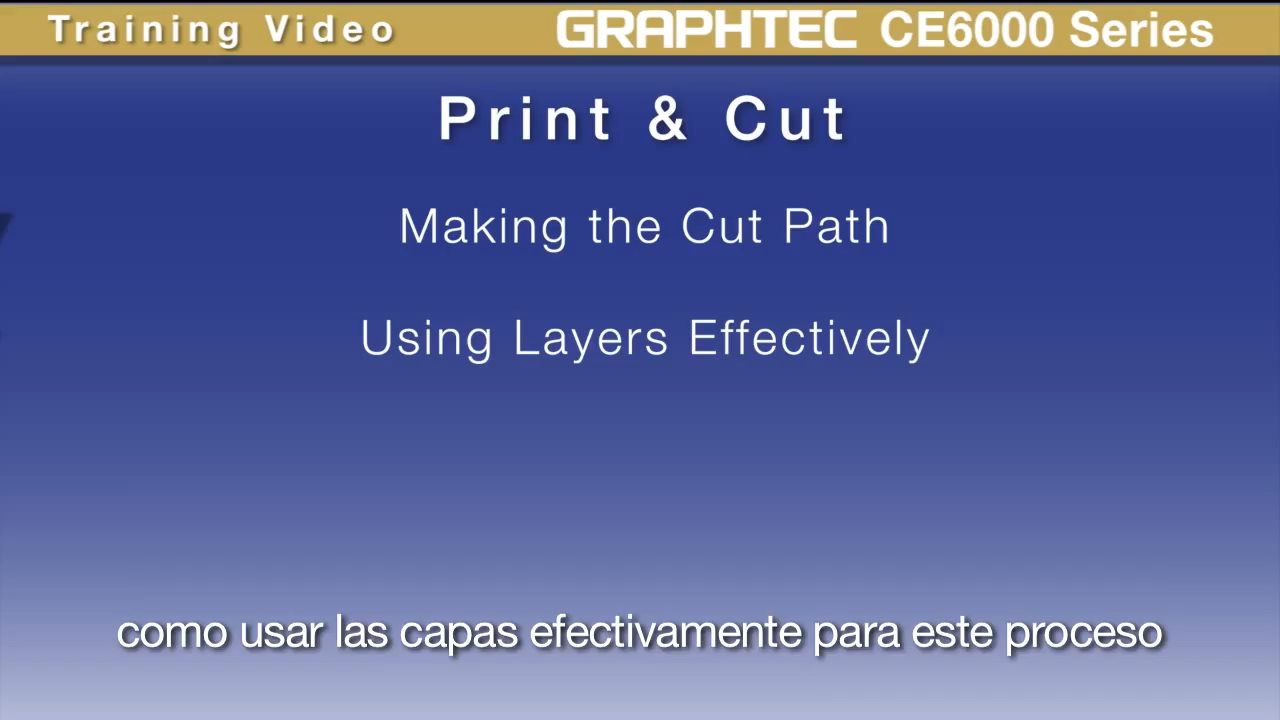 Training Video
GRAPHTEC CE6000 Series
Print & Cut
Making the Cut Path
Using Layers Effectively
como usar las capas efectivamente para este proceso